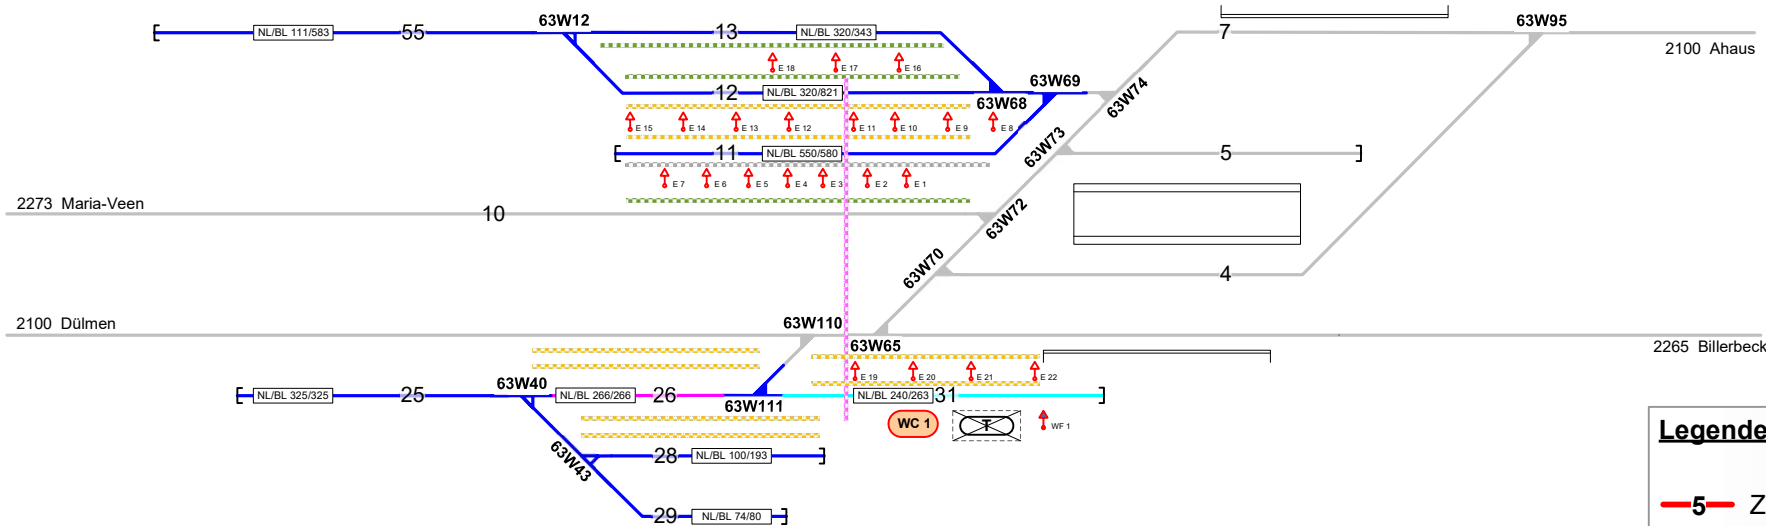 63W12
13
7
63W95
NL/BL 111/583
55
NL/BL 320/343
2100 Ahaus
E 18
E 17
E 16
63W69
12
NL/BL 320/821
63W68
63W74
E 15
E 14
E 13
E 12
E 11
E 10
E 9
E 8
63W73
11
NL/BL 550/580
5
E 7
E 6
E 5
E 4
E 3
E 2
E 1
2273 Maria-Veen
10
63W72
63W70
4
2100 Dülmen
63W110
63W65
2265 Billerbeck
E 19
E 20
E 21
E 22
NL/BL 325/325
25
63W40
NL/BL 266/266
26
63W111
NL/BL 240/263
31
WC 1
T
WF 1
63W43
28
NL/BL 100/193
29
NL/BL 74/80
Legende
5
Z